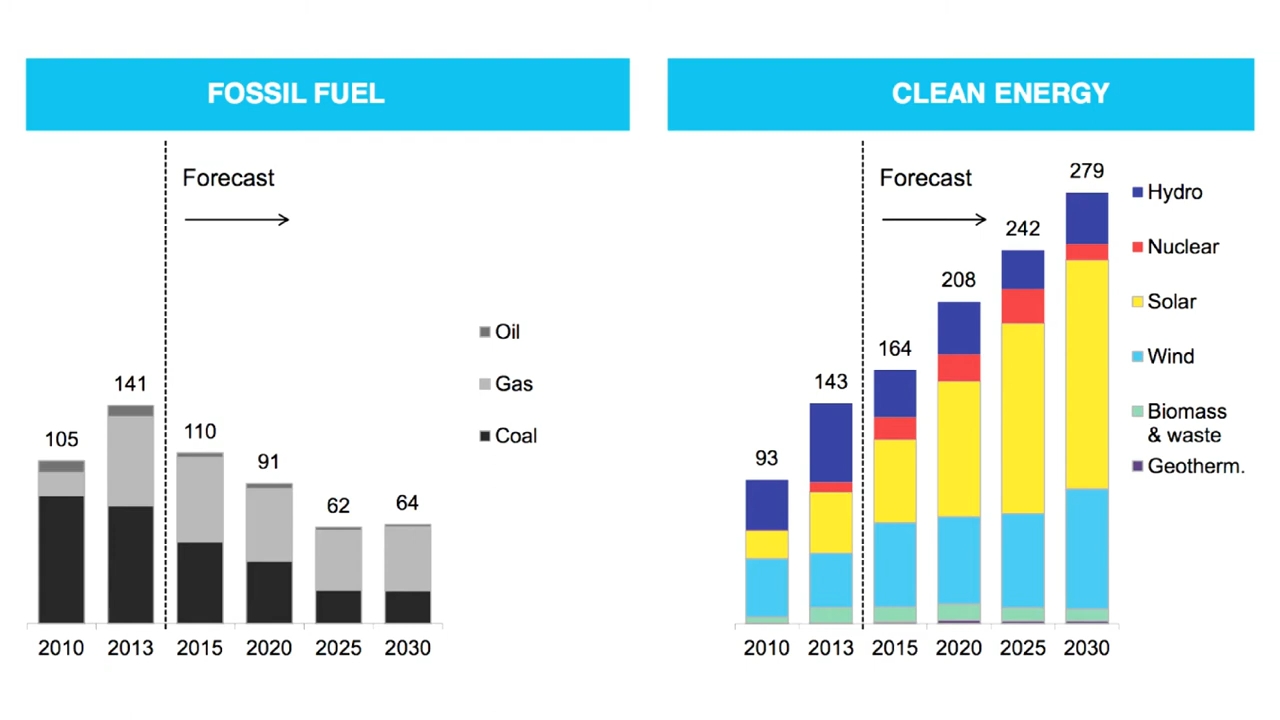 FOSSIL FUEL
Forecast
Oil
Gas
Coal
105
141
110
91
62
64
2010 2013 2015 2020 2025 2030
CLEAN ENERGY
Forecast
93
143
164
208
242
279
Hydro
Nuclear
Solar
Wind
Biomass
& waste
Geotherm.
2010 2013 2015 2020 2025 2030